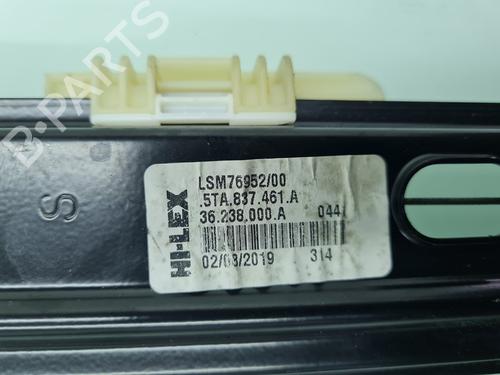 B-PARTS
LSM76952/00
.5TA.837.461.A
36.238.000.A 044
HI-LEX
02/08/2019 314
S